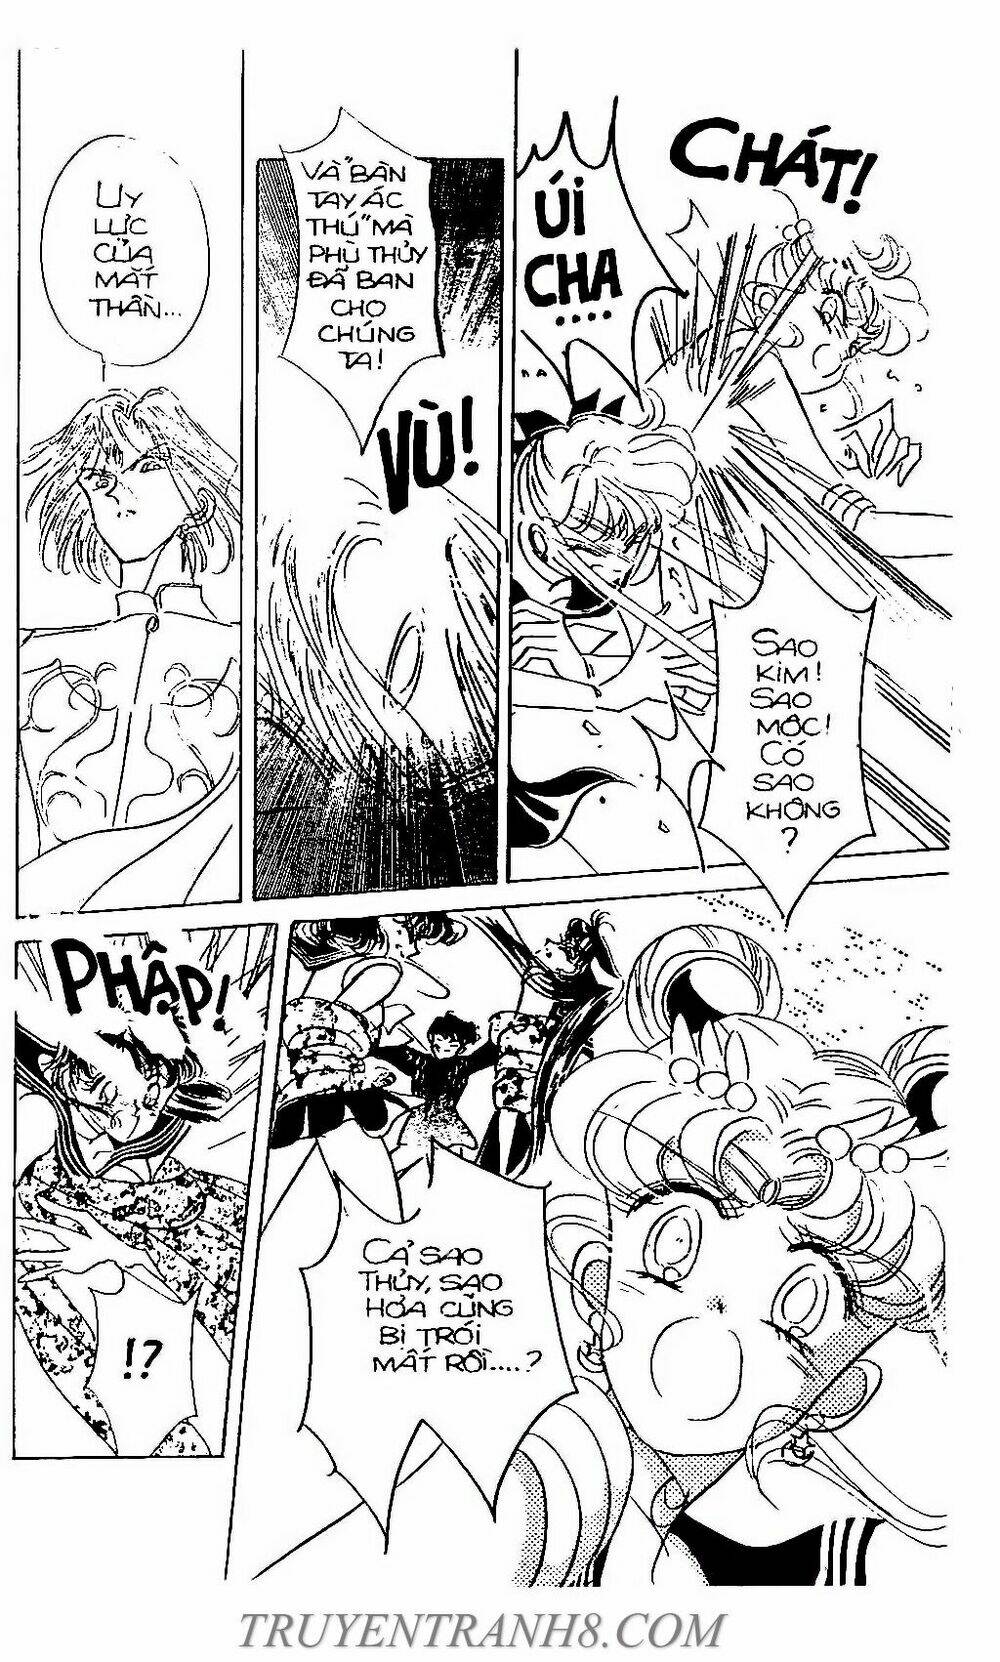 UY
LỰC
CỦA
MẮT
THẦN...
VÀ "BÀN
TAY ÁC
THÚ" MÀ
PHÙ THỦY
ĐÃ BAN
CHO
CHÚNG
TA!
VÙ!
ÚI
CHA
....
CHÁT!
SAO
KIM!
SAO
MỘC!
CÓ
SAO
KHÔNG
?
PHẬP!
!?
CẢ SAO
THỦY, SAO
HỎA CŨNG
BỊ TRÓI
MẤT RỒI....?
TRUYENTRANH8.COM